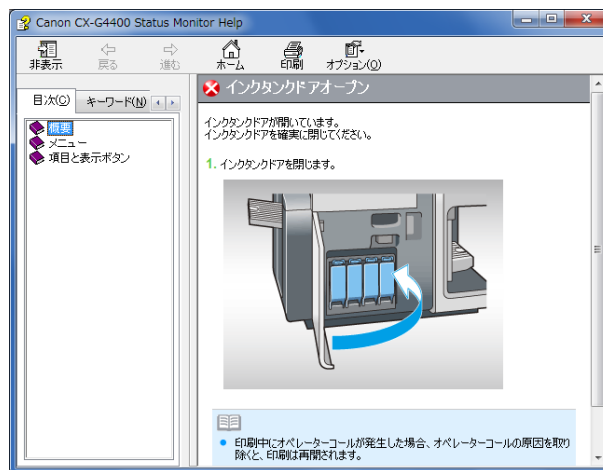 Canon CX-G4400 Status Monitor Help
非表示 戻る 進む ホーム 印刷 オプション(O)
目次(C) キーワード(N)
概要
メニュー
項目と表示ボタン
インクタンクドアオープン
インクタンクドアが開いています。
インクタンクドアを確実に閉じてください。
1. インクタンクドアを閉じます。
印刷中にオペレーターコールが発生した場合、オペレーターコールの原因を取り
除くと、印刷は再開されます。